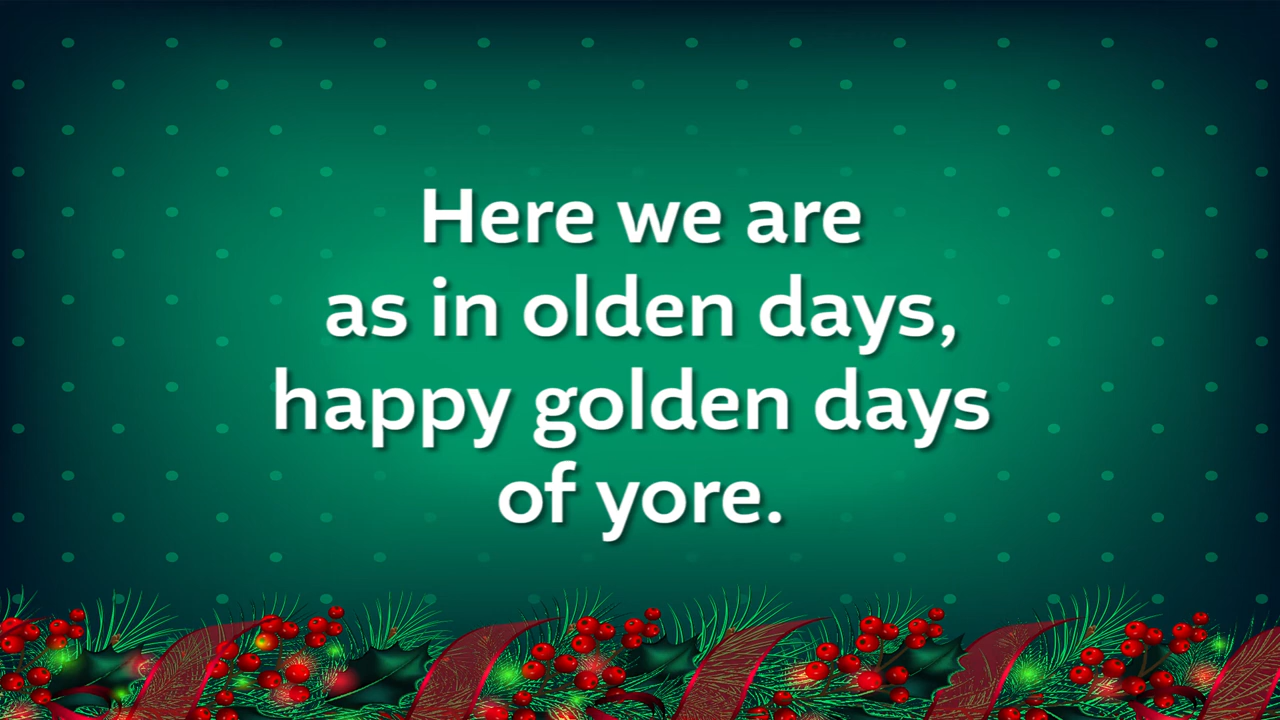 Here we are
as in olden days,
happy golden days
of yore.